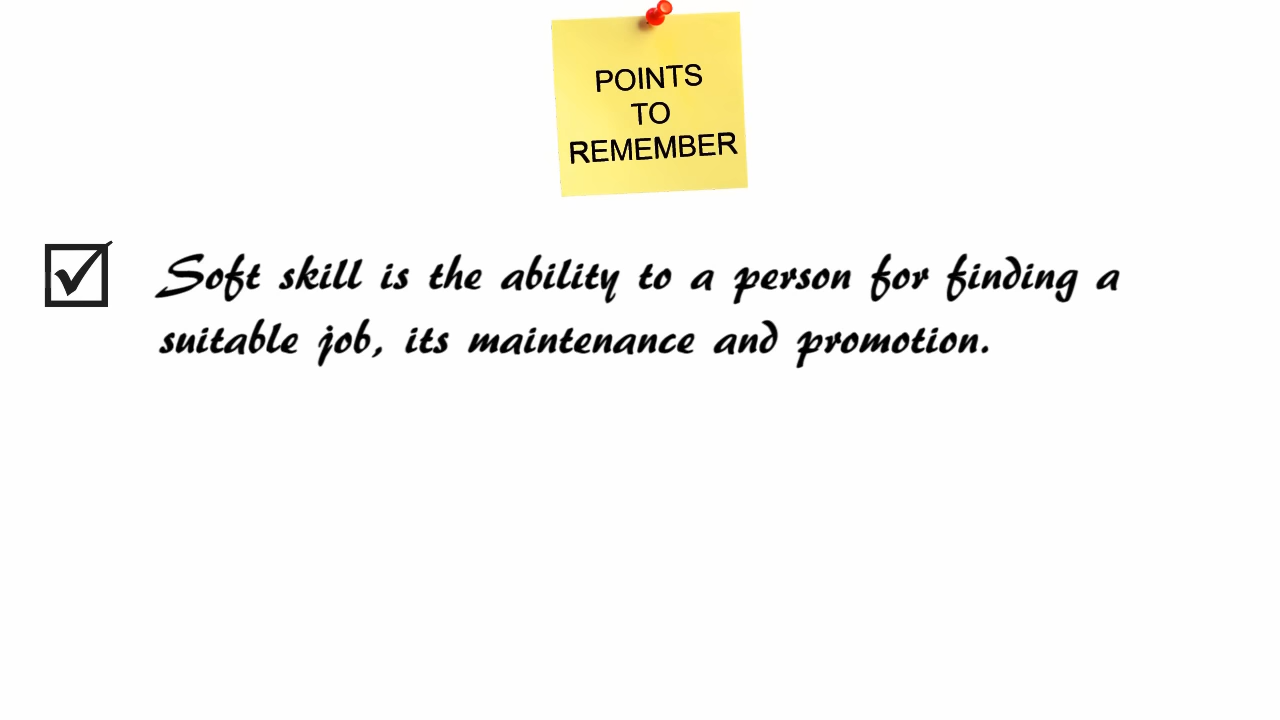 POINTS
TO
REMEMBER
Soft skill is the ability to a person for finding a
suitable job, its maintenance and promotion.